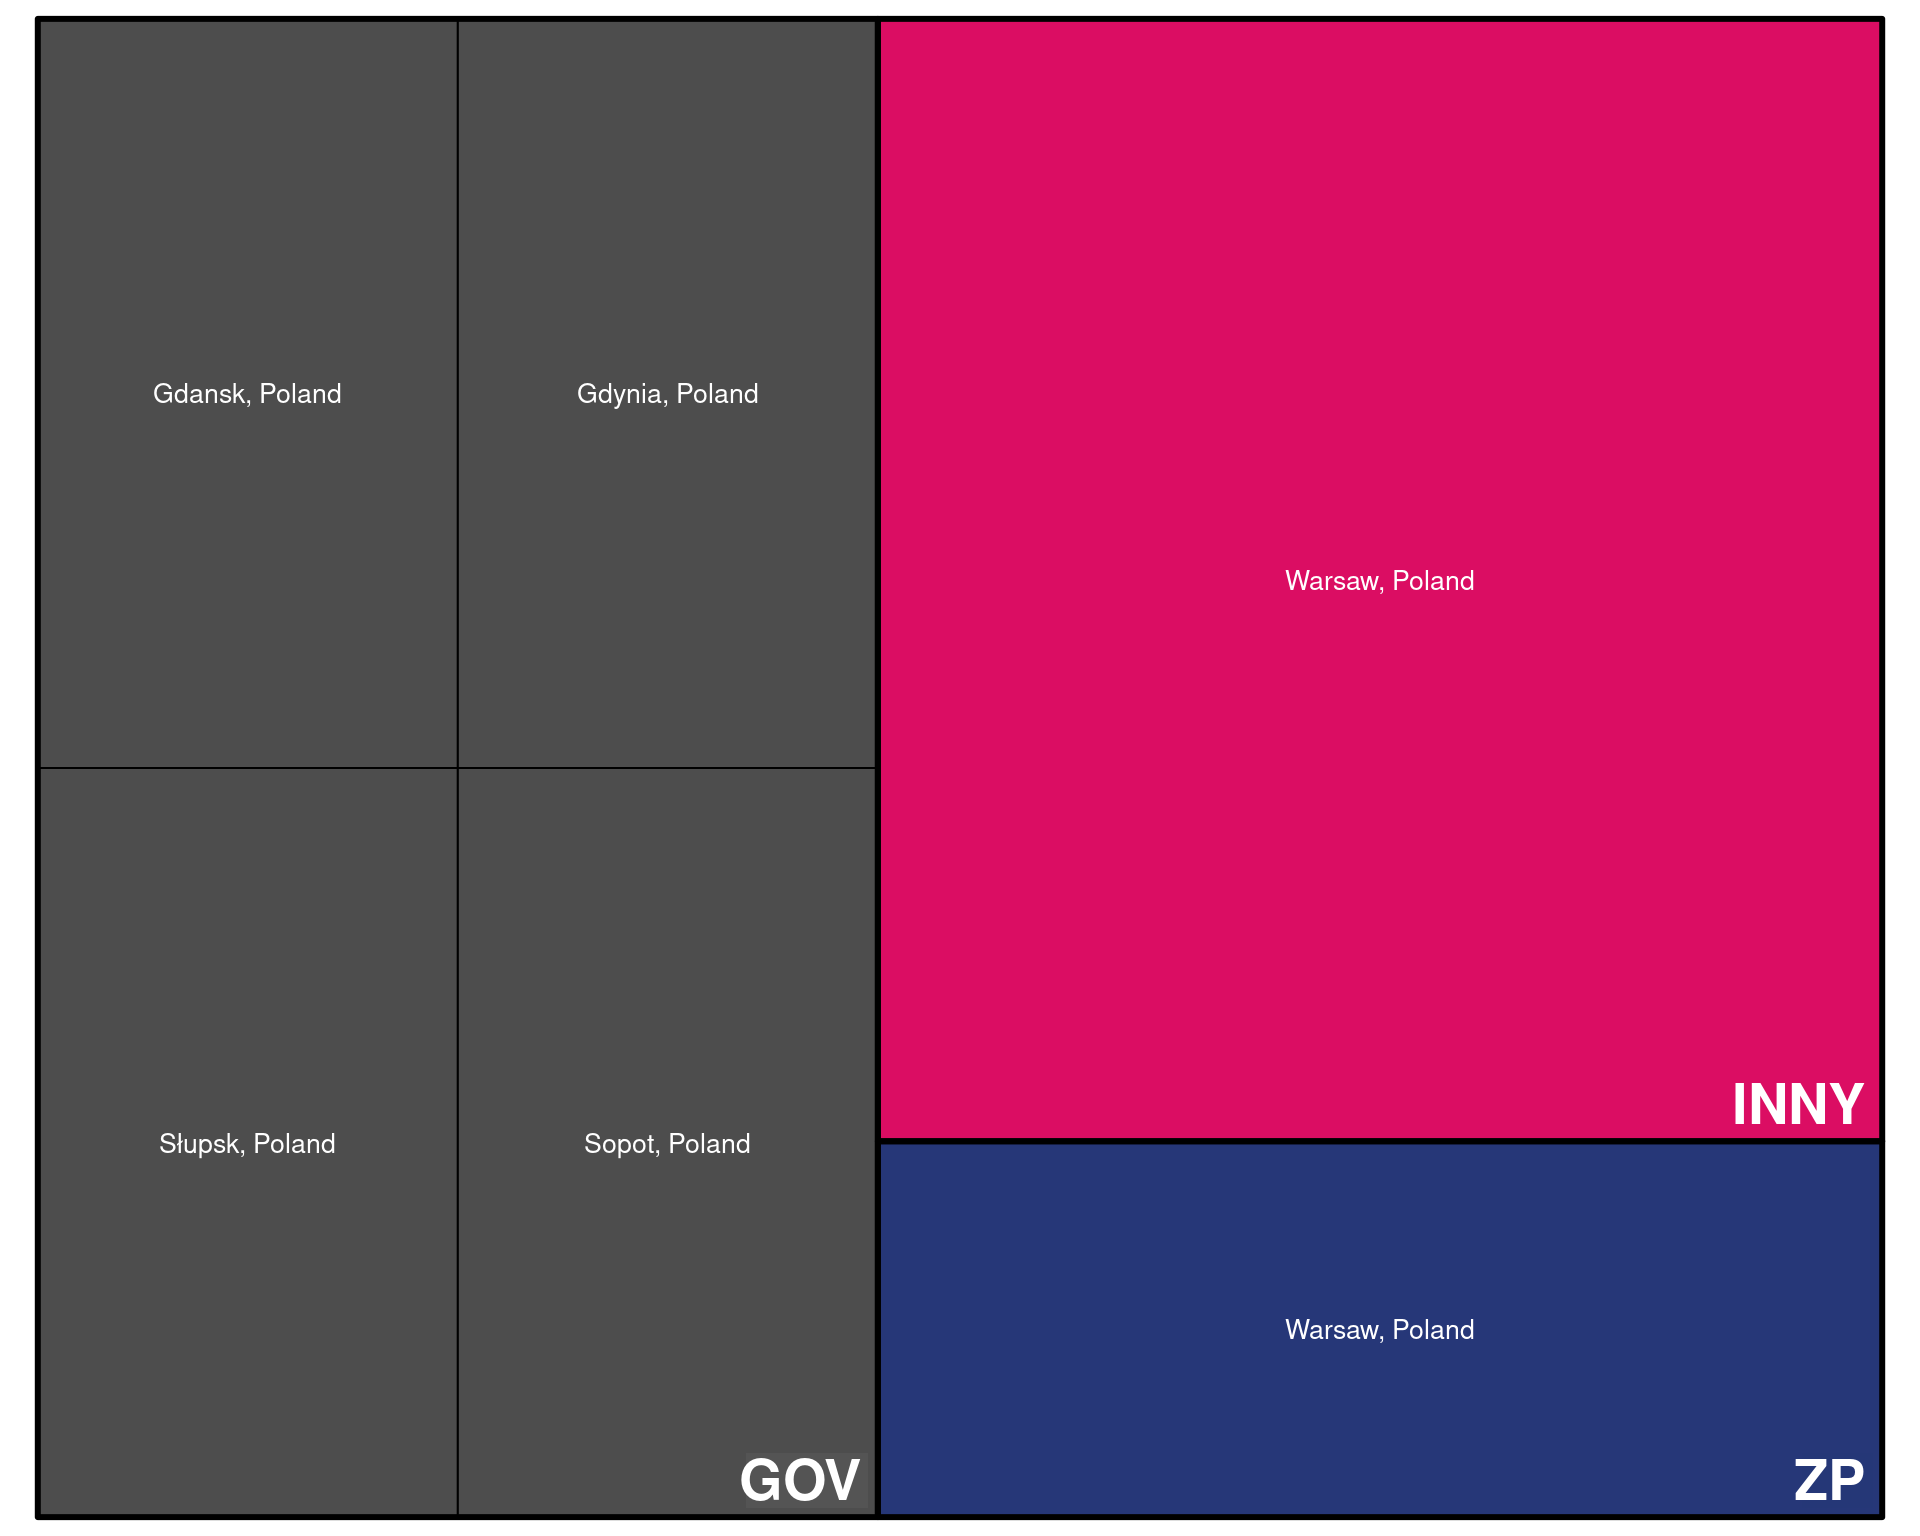 Gdansk, Poland
Gdynia, Poland
Słupsk, Poland
Sopot, Poland
GOV
Warsaw, Poland
INNY
Warsaw, Poland
ZP